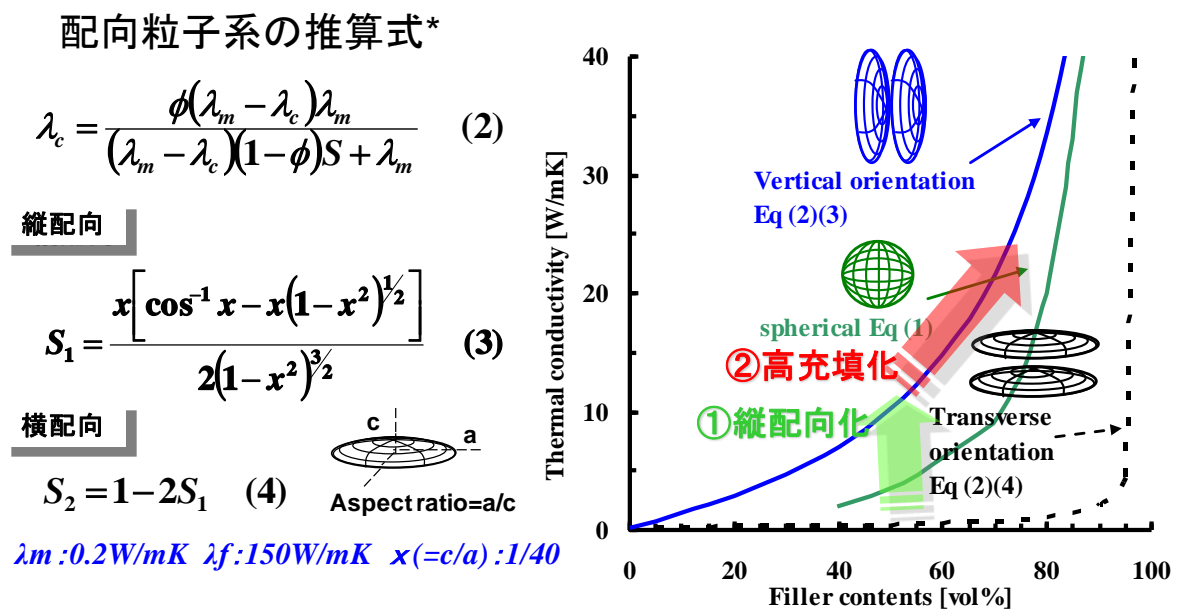 配向粒子系の推算式*
λc = ϕ(λm − λc)λm / ((λm − λc)(1 − ϕ)S + λm) (2)
縦配向
S1 = x[cos⁻¹ x − x(1 − x²)^½] / 2(1 − x²)^3/2 (3)
横配向
S2 = 1 − 2S1 (4)
c
a
Aspect ratio=a/c
λm :0.2W/mK λf :150W/mK x (=c/a) :1/40
Thermal conductivity [W/mK]
40
30
20
10
0
Vertical orientation
Eq (2)(3)
spherical Eq (1)
②高充填化
①縦配向化
Transverse
orientation
Eq (2)(4)
0 20 40 60 80 100
Filler contents [vol%]